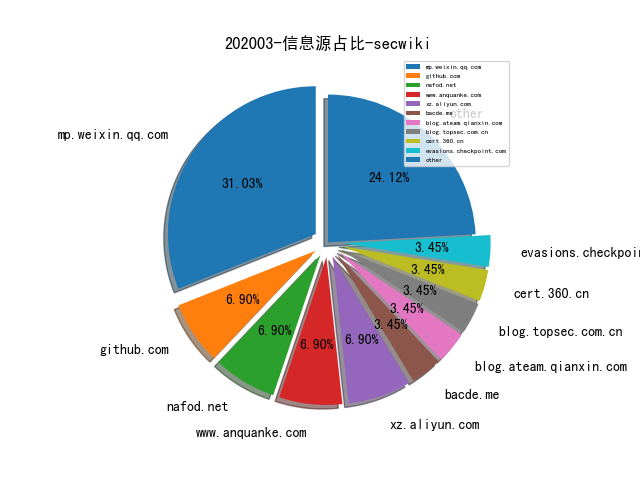 202003-信息源占比-secwiki
mp.weixin.qq.com
github.com
nafod.net
www.anquanke.com
xz.aliyun.com
bacde.me
blog.ateam.qianxin.com
blog.topsec.com.cn
cert.360.cn
evasions.checkpoint.com
other
other
mp.weixin.qq.com
31.03%
24.12%
3.45%
evasions.checkpoin
3.45%
cert.360.cn
3.45%
blog.topsec.com.cn
3.45%
blog.ateam.qianxin.com
3.45%
bacde.me
6.90%
xz.aliyun.com
6.90%
www.anquanke.com
6.90%
nafod.net
6.90%
github.com